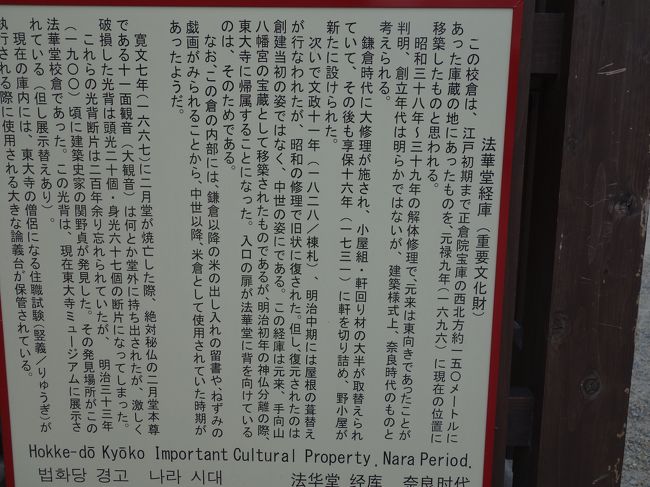 法華堂経庫（重要文化財）
この校倉は、江戸初期まで正倉院宝庫の西北方約一五〇メートルに
あった庫蔵の地にあったものを、元禄九年（一六九六）に現在の位置に
移築したものと思われる。
昭和三十八年～三十九年の解体修理で、元来は東向きであったことが
判明、創立年代は明らかではないが、建築様式上、奈良時代のものと
考えられる。
鎌倉時代に大修理が施され、小屋組・軒回り材の大半が取替えられ
ていて、その後も享保十六年（一七三一）に軒を切り詰め、野小屋が
新たに設けられた。
次いで文政十一年（一八二八/棟札）、明治中期には屋根の葺替え
が行なわれたが、昭和の修理で旧状に復された。但し、復元されたのは
創建当初の姿ではなく、中世の姿にである。この経庫は元来、手向山
八幡宮の宝蔵として移築されたものであるが、明治初年の神仏分離の際、
東大寺に帰属することになった。入口の扉が法華堂に背を向けている
のは、そのためである。
なお、この倉の内部には、鎌倉以降の米の出し入れの留書や、ねずみの
戯画がみられることから、中世以降、米倉として使用されていた時期が
あったようだ。
寛文七年（一六六七）に二月堂が焼亡した際、絶対秘仏の二月堂本尊
である十一面観音（大観音）は何とか堂外に持ち出されたが、激しく
破損した光背は頭光二十個・身光六十七個の断片になってしまった。
これらの光背断片は二百年余り忘れられていたが、明治三十三年
（一九〇〇）頃に建築史家の関野貞が発見した。その発見場所がこの
法華堂校倉であった。この光背は、現在東大寺ミュージアムに展示さ
れている（但し展示替えあり）。
現在の庫内には、東大寺の僧侶になる住職試験（竪義/りゅうぎ）が
執行される際に使用される大きな論義台が保管されている。
Hokke-dō Kyōko Important Cultural Property . Nara Period.
법화당 경고 나라 시대
法华堂 经库 奈良时代